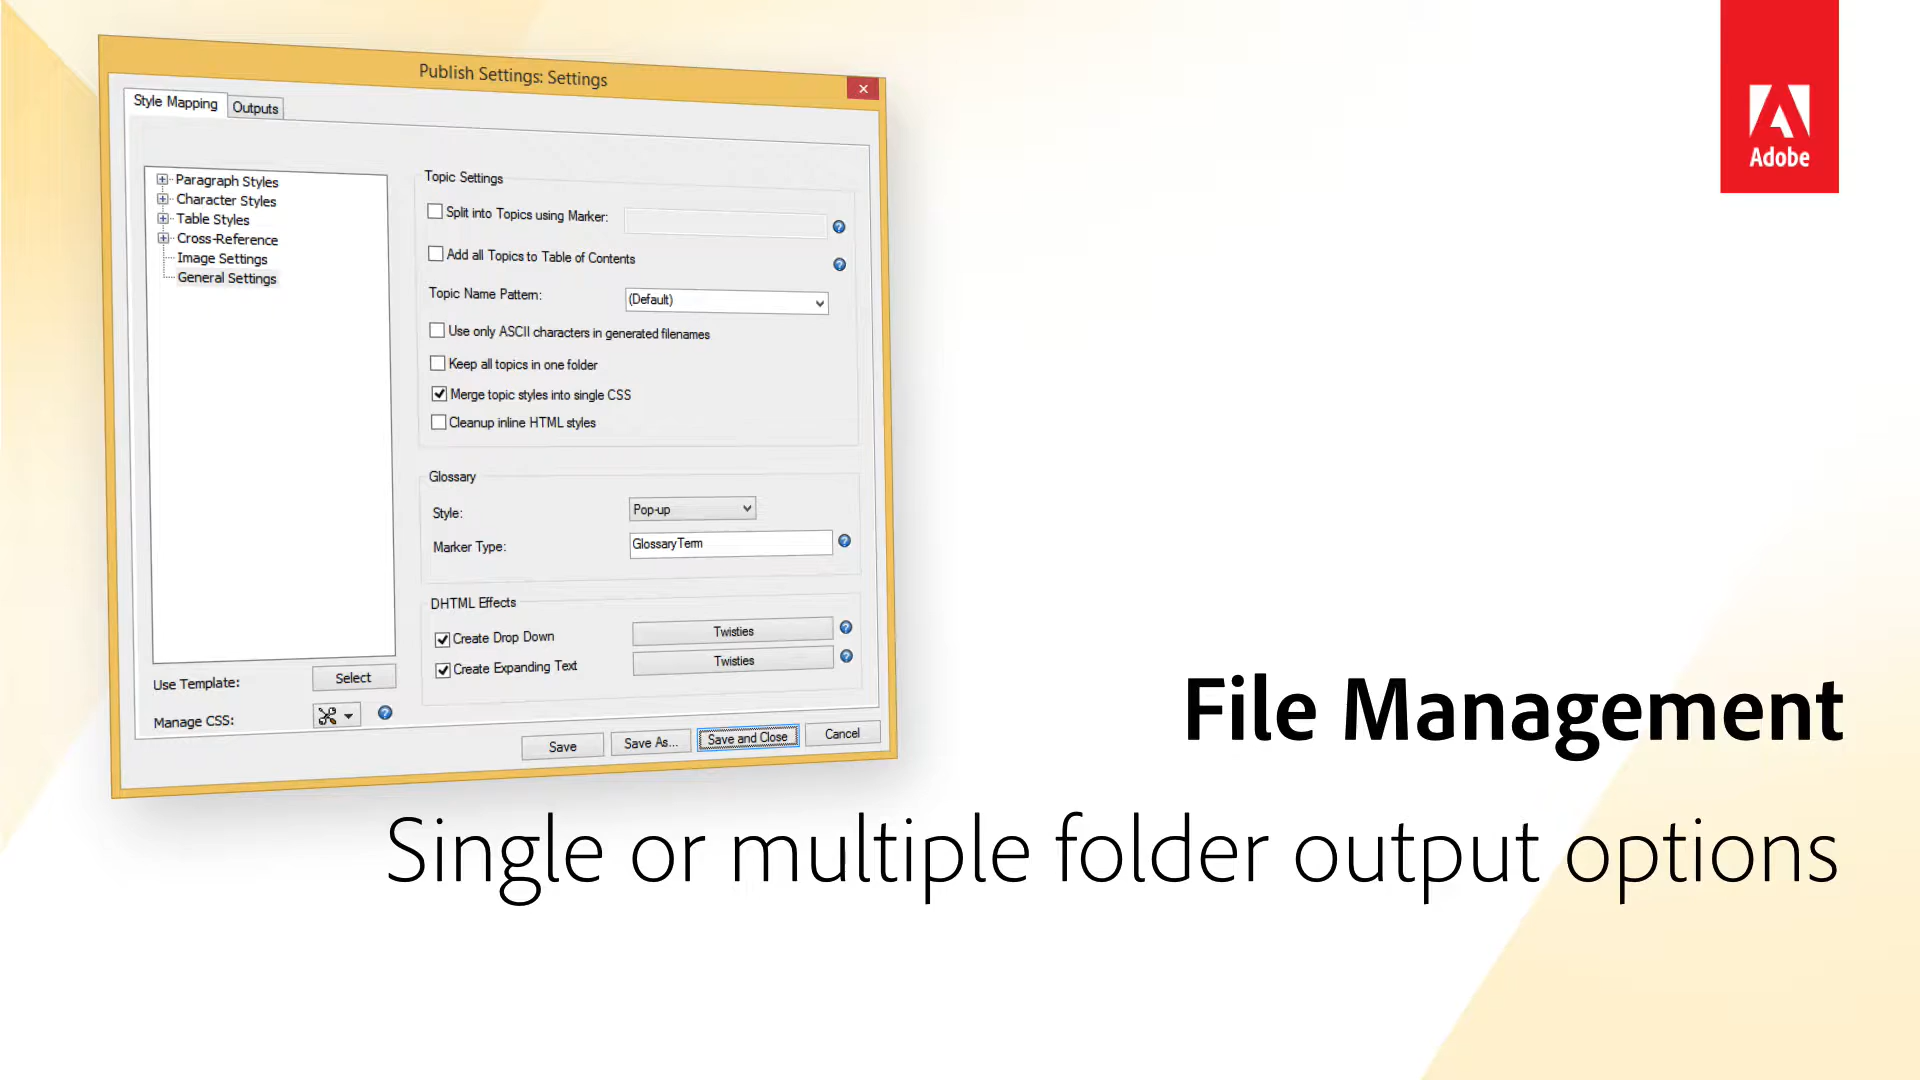 Publish Settings: Settings
Style Mapping
Outputs
Paragraph Styles
Character Styles
Table Styles
Cross-Reference
Image Settings
General Settings
Use Template:
Select
Manage CSS:
Topic Settings
Split into Topics using Marker:
Add all Topics to Table of Contents
Topic Name Pattern:
(Default)
Use only ASCII characters in generated filenames
Keep all topics in one folder
Merge topic styles into single CSS
Cleanup inline HTML styles
Glossary
Style:
Pop-up
Marker Type:
GlossaryTerm
DHTML Effects
Create Drop Down
Twisties
Create Expanding Text
Twisties
Save
Save As...
Save and Close
Cancel
Adobe
File Management
Single or multiple folder output options